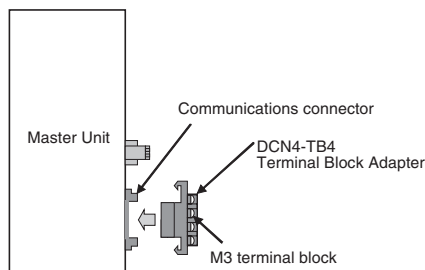 Communications connector
Master Unit
DCN4-TB4
Terminal Block Adapter
M3 terminal block